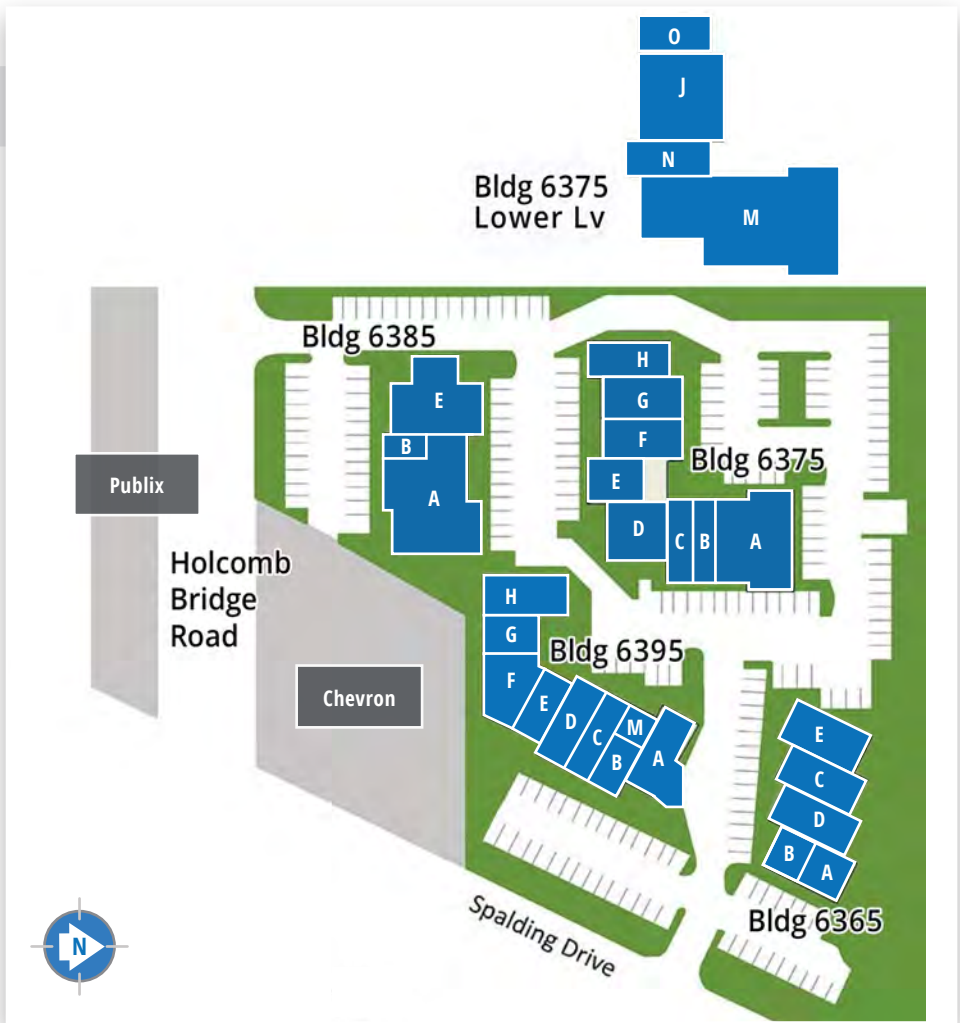 O
J
N
Bldg 6375
Lower Lv
M
Bldg 6385
H
E
G
B
F
Bldg 6375
E
Publix
A
D
C
B
A
Holcomb
Bridge
Road
H
G
Bldg 6395
F
E
D
C
M
B
A
Chevron
E
C
D
B
A
Bldg 6365
Spalding Drive
N